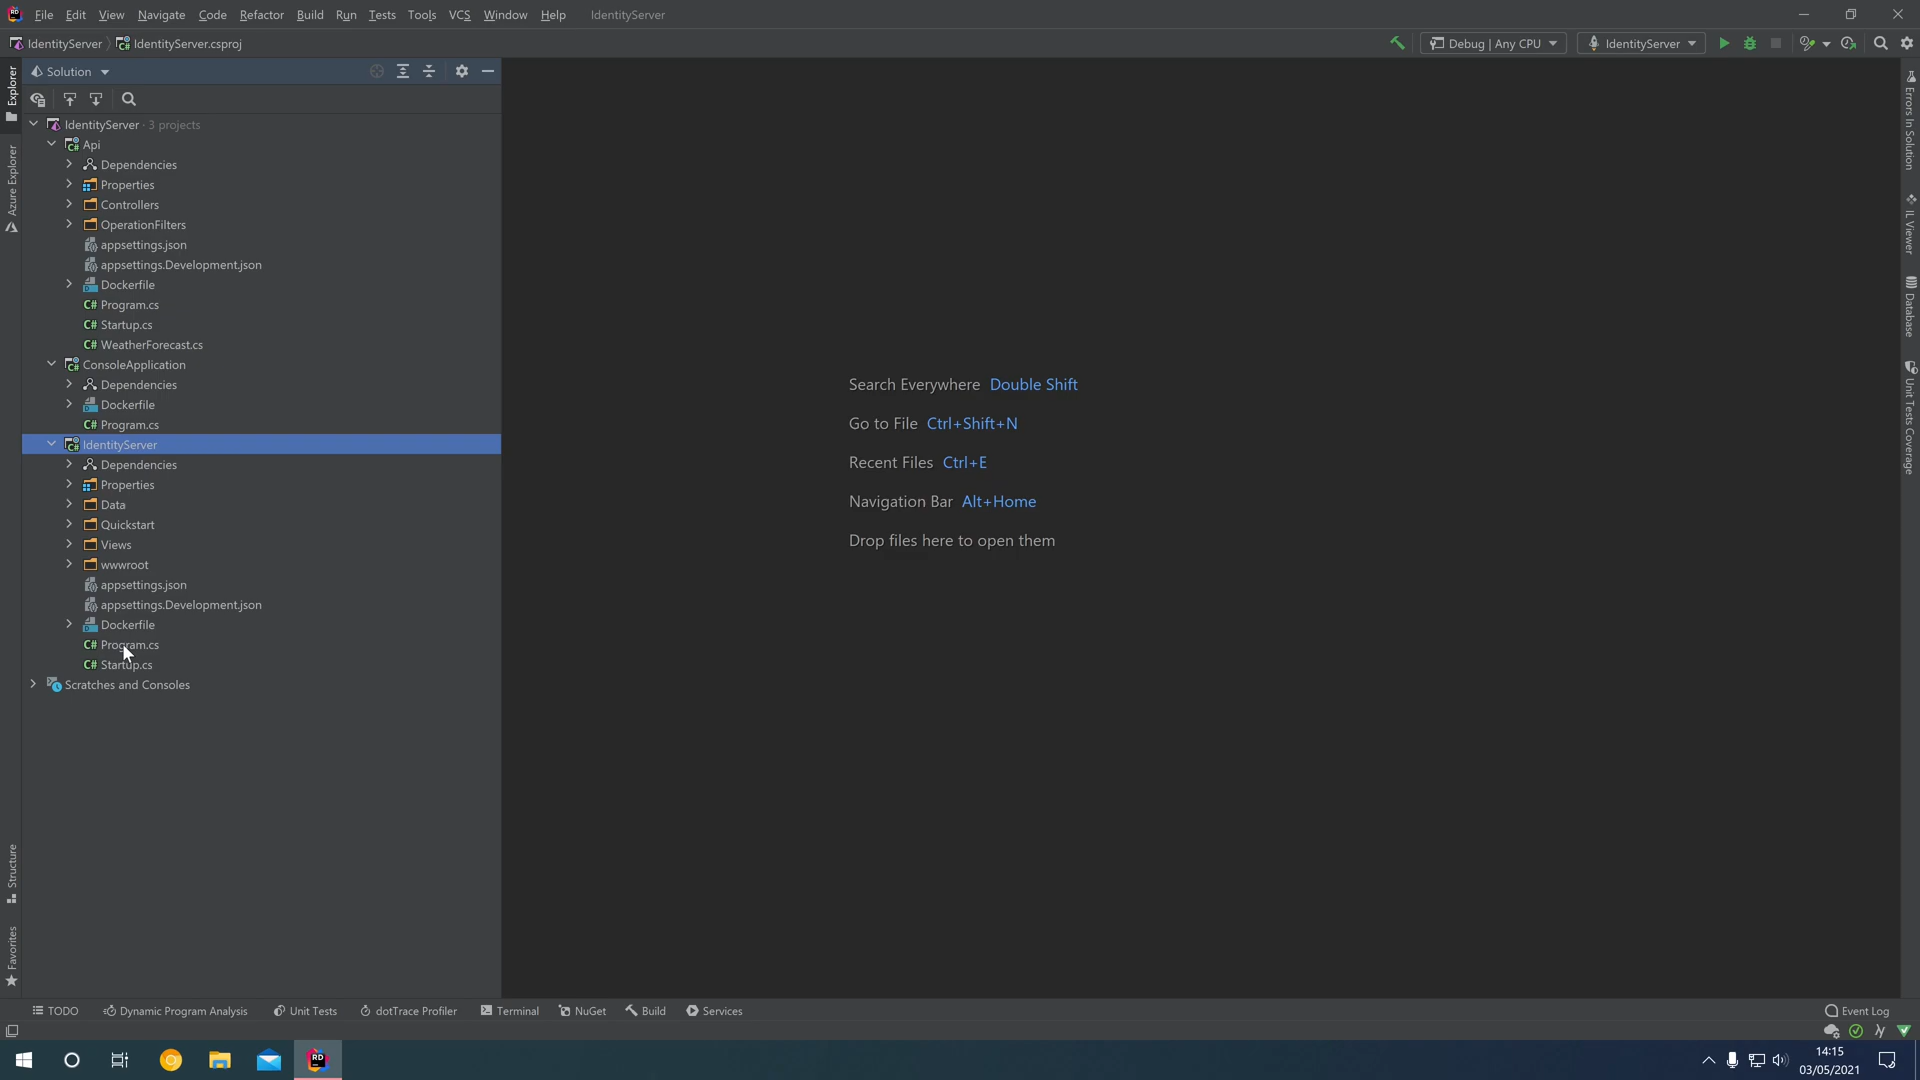 File Edit View Navigate Code Refactor Build Run Tests Tools VCS Window Help IdentityServer
IdentityServer IdentityServer.csproj Debug | Any CPU IdentityServer
Solution
IdentityServer · 3 projects
Api
Dependencies
Properties
Controllers
OperationFilters
appsettings.json
appsettings.Development.json
Dockerfile
C# Program.cs
C# Startup.cs
C# WeatherForecast.cs
ConsoleApplication
Dependencies
Dockerfile
C# Program.cs
IdentityServer
Dependencies
Properties
Data
Quickstart
Views
wwwroot
appsettings.json
appsettings.Development.json
Dockerfile
C# Program.cs
C# Startup.cs
Scratches and Consoles
Explorer
Azure Explorer
Structure
Favorites
Search Everywhere Double Shift
Go to File Ctrl+Shift+N
Recent Files Ctrl+E
Navigation Bar Alt+Home
Drop files here to open them
Errors In Solution
IL Viewer
Database
Unit Tests Coverage
TODO Dynamic Program Analysis Unit Tests dotTrace Profiler Terminal NuGet Build Services Event Log
RD
14:15
03/05/2021